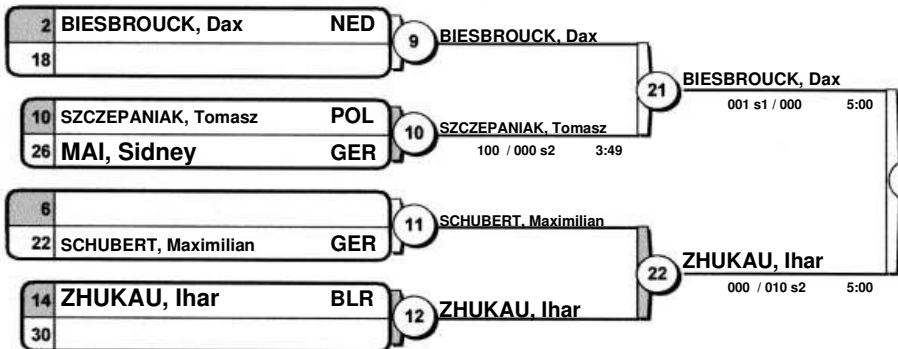 2 BIESBROUCK, Dax NED
18
9 BIESBROUCK, Dax
10 SZCZEPANIAK, Tomasz POL
26 MAI, Sidney GER
10 SZCZEPANIAK, Tomasz
100 / 000 s2 3:49
21 BIESBROUCK, Dax
001 s1 / 000 5:00
6
22 SCHUBERT, Maximilian GER
11 SCHUBERT, Maximilian
14 ZHUKAU, Ihar BLR
30
12 ZHUKAU, Ihar
22 ZHUKAU, Ihar
000 / 010 s2 5:00